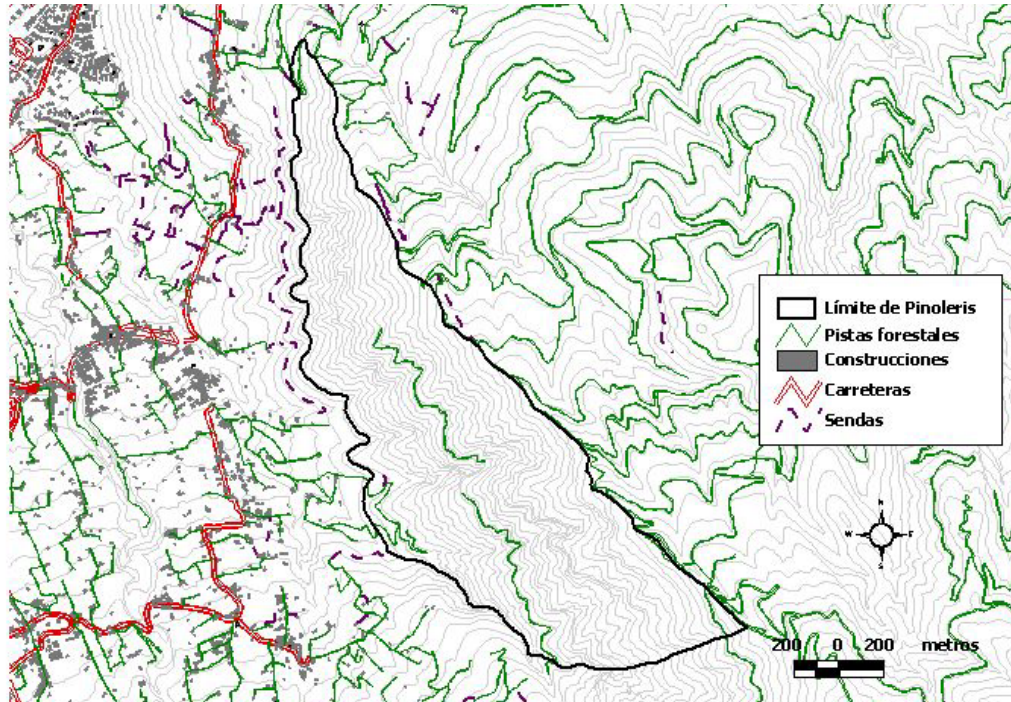 Límite de Pinoleris
Pistas forestales
Construcciones
Carreteras
Sendas
N
W E
S
200 0 200 metros